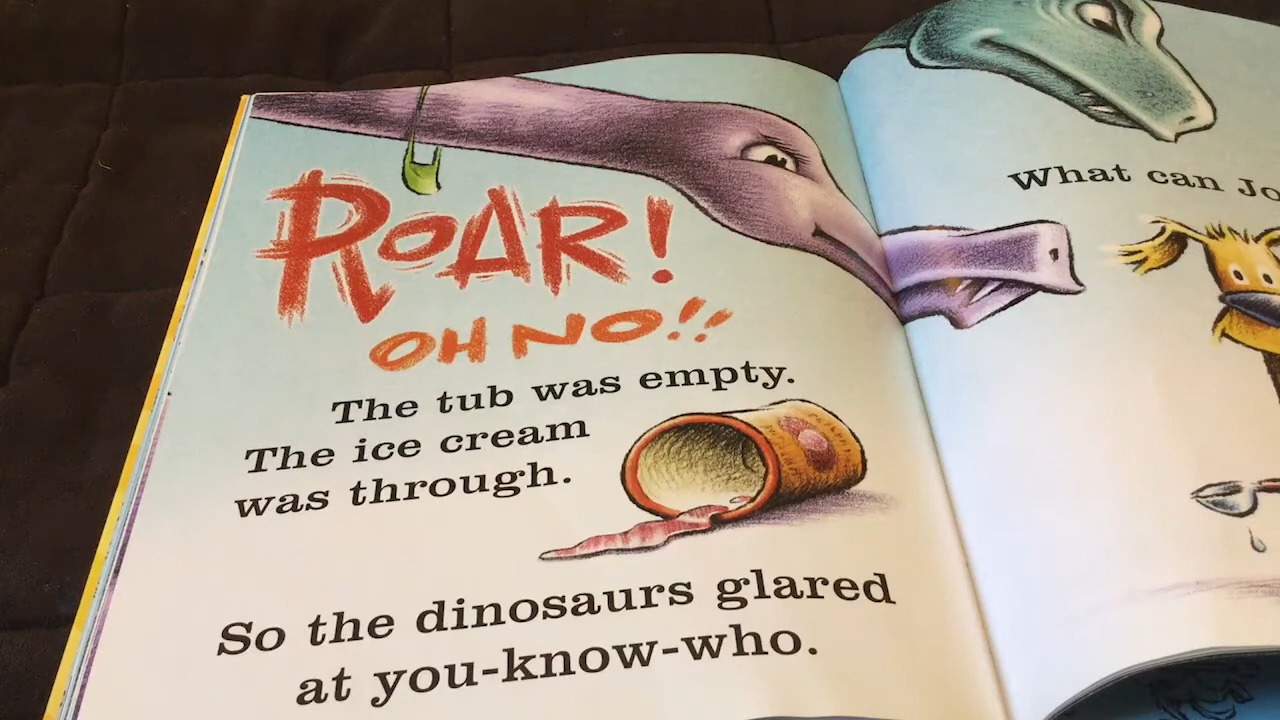 ROAR!
OH NO!!
The tub was empty.
The ice cream
was through.
So the dinosaurs glared
at you-know-who.
What can